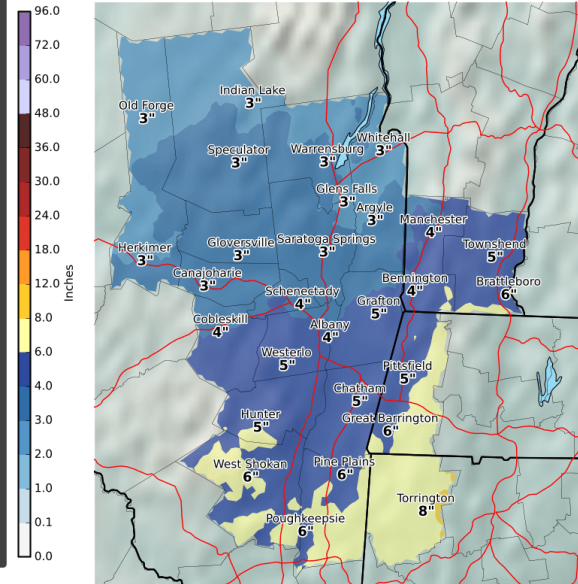 96.0
72.0
60.0
48.0
36.0
30.0
24.0
18.0
12.0
8.0
6.0
4.0
3.0
2.0
1.0
0.1
0.0
Inches
Indian Lake
3"
Old Forge
3"
Whitehall
3"
Speculator
3"
Warrensburg
3"
Glens Falls
3"
Argyle
3"
Manchester
4"
Herkimer
3"
Gloversville
3"
Saratoga Springs
3"
Townshend
5"
Canajoharie
3"
Bennington
4"
Brattleboro
6"
Schenectady
4"
Grafton
5"
Cobleskill
4"
Albany
4"
Westerlo
5"
Pittsfield
5"
Chatham
5"
Hunter
5"
Great Barrington
6"
West Shokan
6"
Pine Plains
6"
Torrington
8"
Poughkeepsie
6"